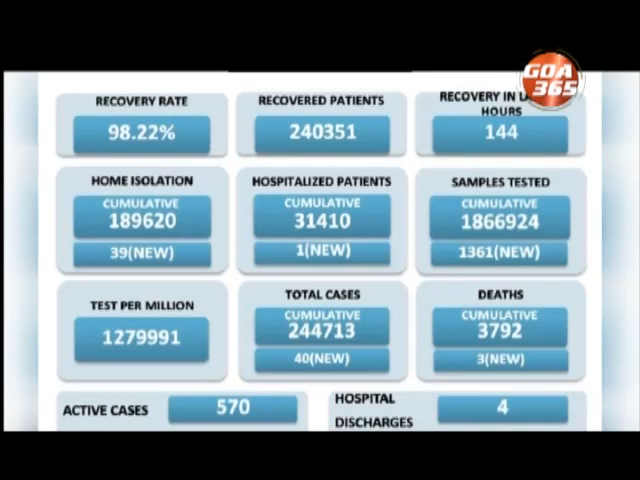 GOA
365
RECOVERY RATE
98.22%
RECOVERED PATIENTS
240351
RECOVERY IN
HOURS
144
HOME ISOLATION
CUMULATIVE
189620
39(NEW)
HOSPITALIZED PATIENTS
CUMULATIVE
31410
1(NEW)
SAMPLES TESTED
CUMULATIVE
1866924
1361(NEW)
TEST PER MILLION
1279991
TOTAL CASES
CUMULATIVE
244713
40(NEW)
DEATHS
CUMULATIVE
3792
3(NEW)
ACTIVE CASES
570
HOSPITAL
DISCHARGES
4